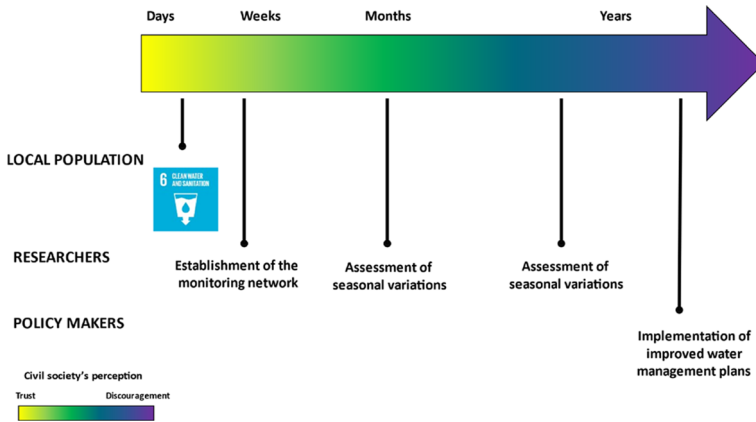 Days Weeks Months Years
LOCAL POPULATION
6 CLEAN WATER
AND SANITATION
RESEARCHERS
Establishment of the
monitoring network
Assessment of
seasonal variations
Assessment of
seasonal variations
POLICY MAKERS
Implementation of
improved water
management plans
Civil society's perception
Trust Discouragement